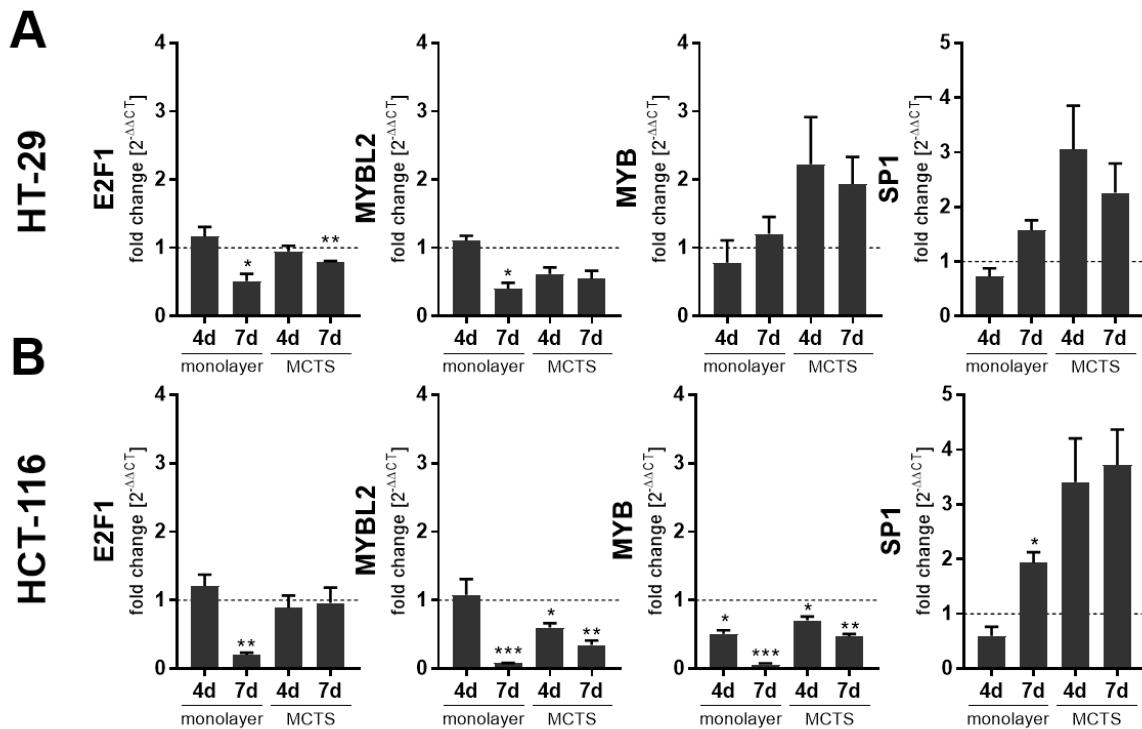 A
HT-29
E2F1
fold change [2-ΔΔCT]
4
3
2
1
0
*
**
4d 7d 4d 7d
monolayer MCTS
MYBL2
fold change [2-ΔΔCT]
4
3
2
1
0
*
4d 7d 4d 7d
monolayer MCTS
MYB
fold change [2-ΔΔCT]
4
3
2
1
0
4d 7d 4d 7d
monolayer MCTS
SP1
fold change [2-ΔΔCT]
5
4
3
2
1
0
4d 7d 4d 7d
monolayer MCTS
B
HCT-116
E2F1
fold change [2-ΔΔCT]
4
3
2
1
0
**
4d 7d 4d 7d
monolayer MCTS
MYBL2
fold change [2-ΔΔCT]
4
3
2
1
0
***
*
**
4d 7d 4d 7d
monolayer MCTS
MYB
fold change [2-ΔΔCT]
4
3
2
1
0
*
***
*
**
4d 7d 4d 7d
monolayer MCTS
SP1
fold change [2-ΔΔCT]
5
4
3
2
1
0
*
4d 7d 4d 7d
monolayer MCTS